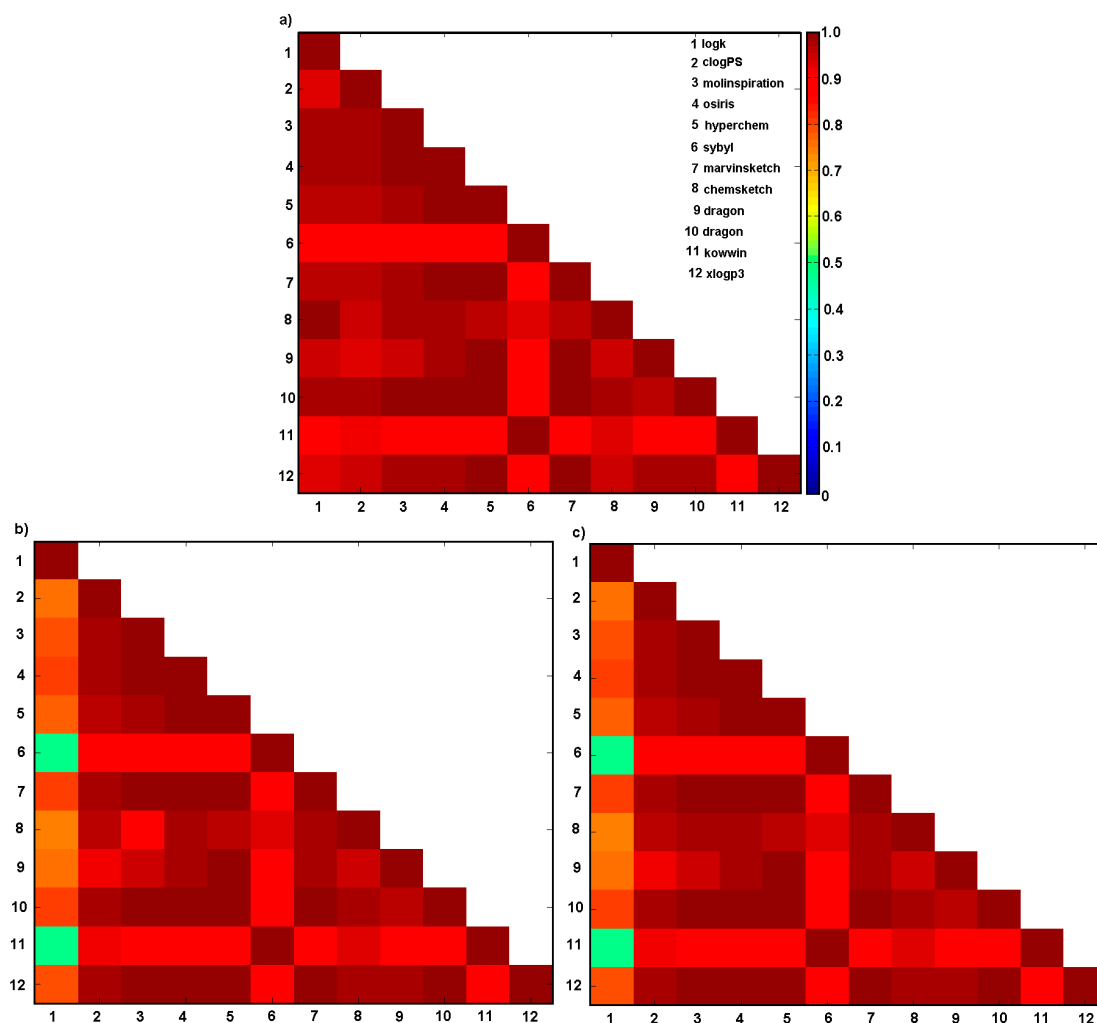 a)
1 logk
2 clogPS
3 molinspiration
4 osiris
5 hyperchem
6 sybyl
7 marvinsketch
8 chemsketch
9 dragon
10 dragon
11 kowwin
12 xlogp3
1.0
0.9
0.8
0.7
0.6
0.5
0.4
0.3
0.2
0.1
0
1
2
3
4
5
6
7
8
9
10
11
12
1 2 3 4 5 6 7 8 9 10 11 12
b)
1
2
3
4
5
6
7
8
9
10
11
12
1 2 3 4 5 6 7 8 9 10 11 12
c)
1
2
3
4
5
6
7
8
9
10
11
12
1 2 3 4 5 6 7 8 9 10 11 12